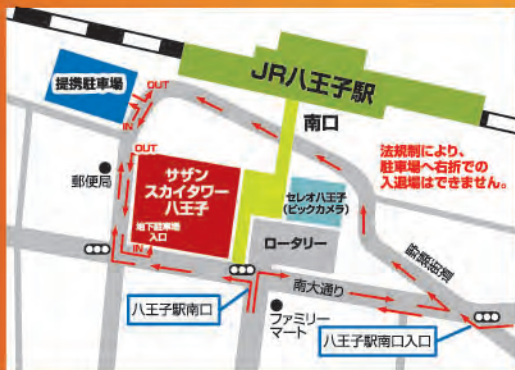 JR八王子駅
提携駐車場
OUT
IN
南口
法規制により、
駐車場へ右折での
入退場はできません。
郵便局
OUT
サザン
スカイタワー
八王子
地下駐車場
入口
IN
セレオ八王子
(ビックカメラ)
ロータリー
野猿街道
南大通り
八王子駅南口
ファミリー
マート
八王子駅南口入口